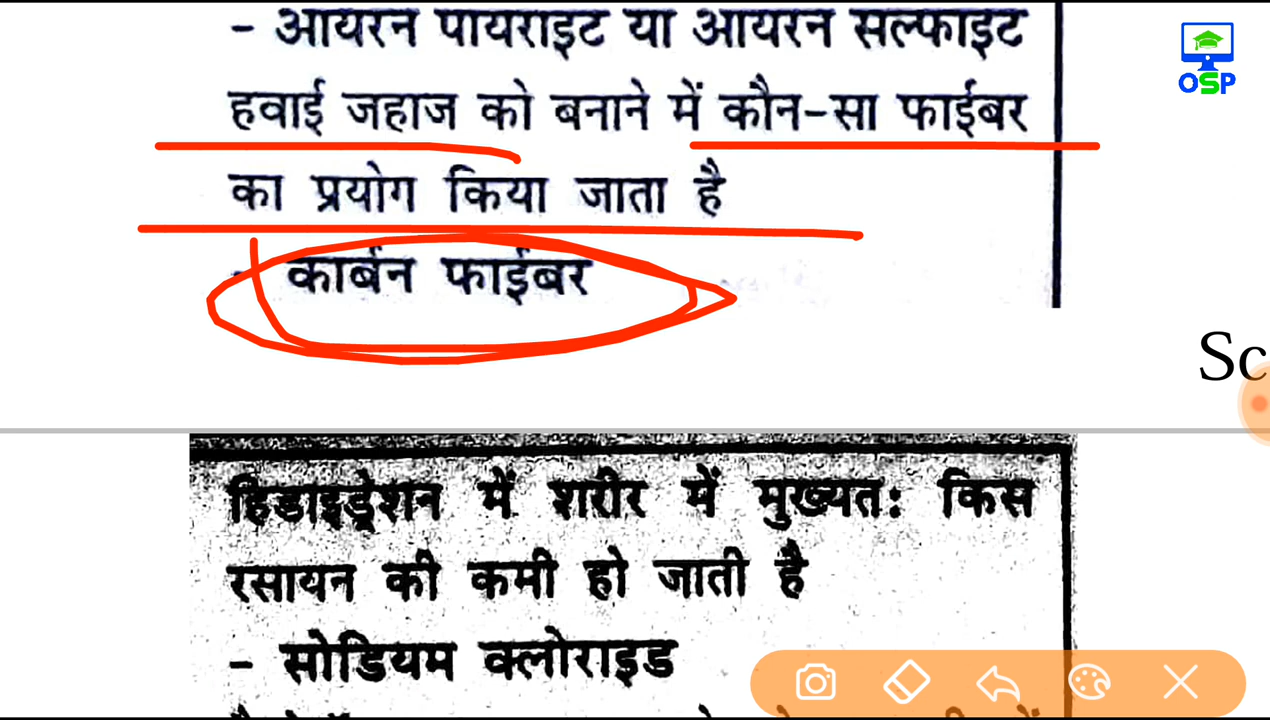 - आयरन पायराइट या आयरन सल्फाइट
OSP
हवाई जहाज को बनाने में कौन-सा फाईबर
का प्रयोग किया जाता है
- कार्बन फाईबर
Sc
हिडाइड्रेशन में शरीर में मुख्यतः किस
रसायन की कमी हो जाती है
- सोडियम क्लोराइड